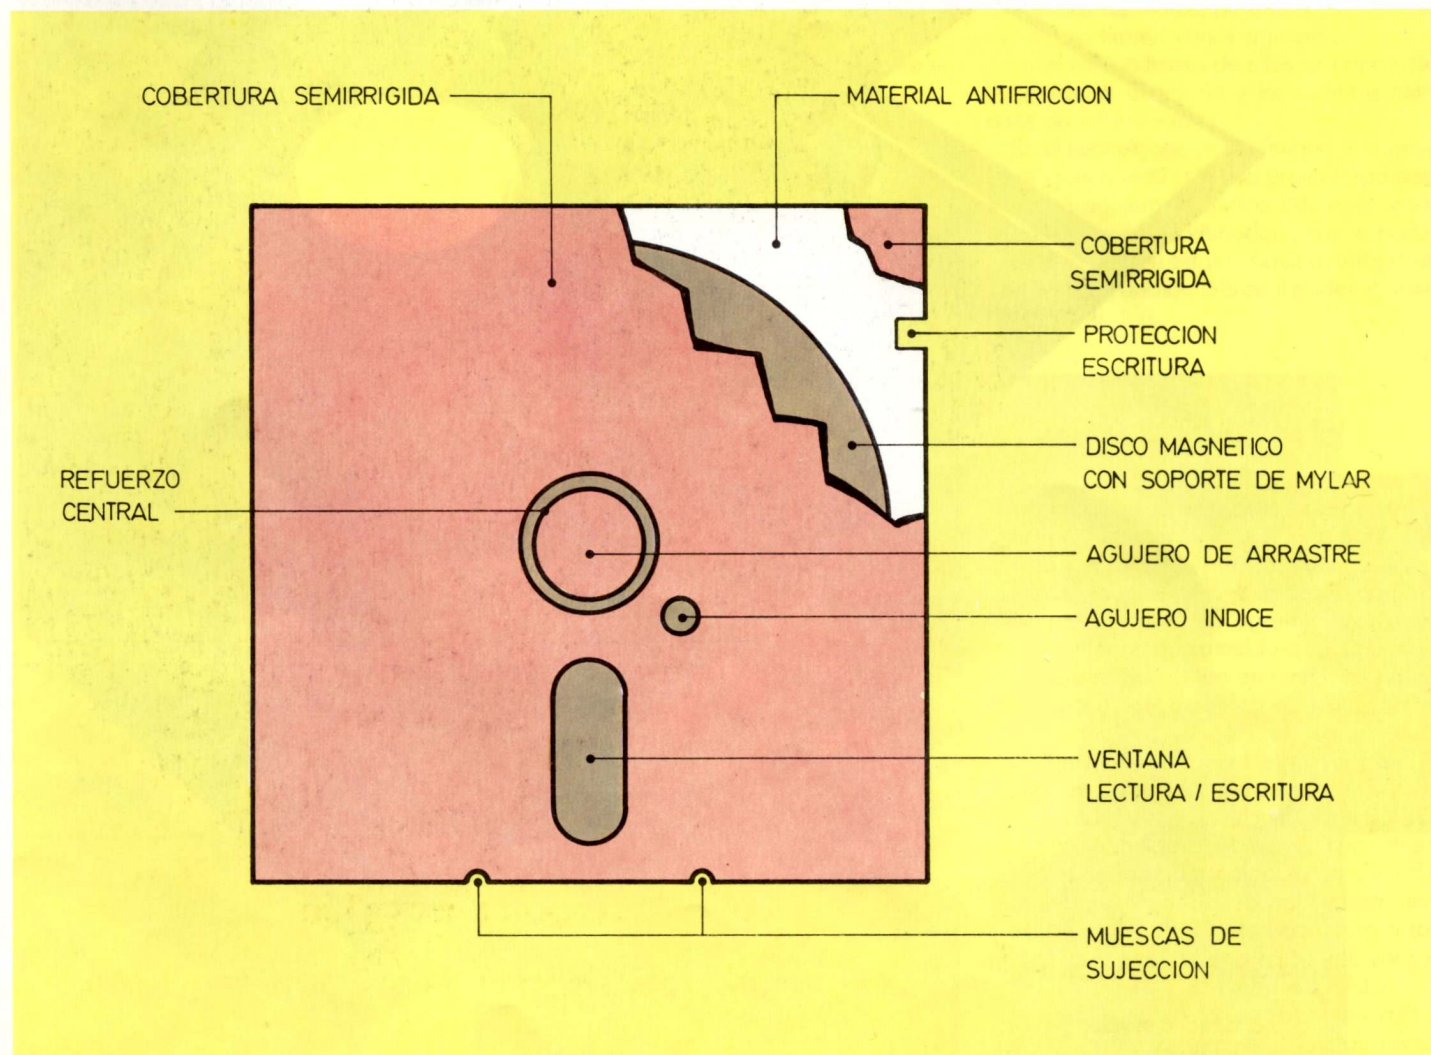 COBERTURA SEMIRRIGIDA
MATERIAL ANTIFRICCION
COBERTURA
SEMIRRIGIDA
PROTECCION
ESCRITURA
DISCO MAGNETICO
CON SOPORTE DE MYLAR
REFUERZO
CENTRAL
AGUJERO DE ARRASTRE
AGUJERO INDICE
VENTANA
LECTURA / ESCRITURA
MUESCAS DE
SUJECCION